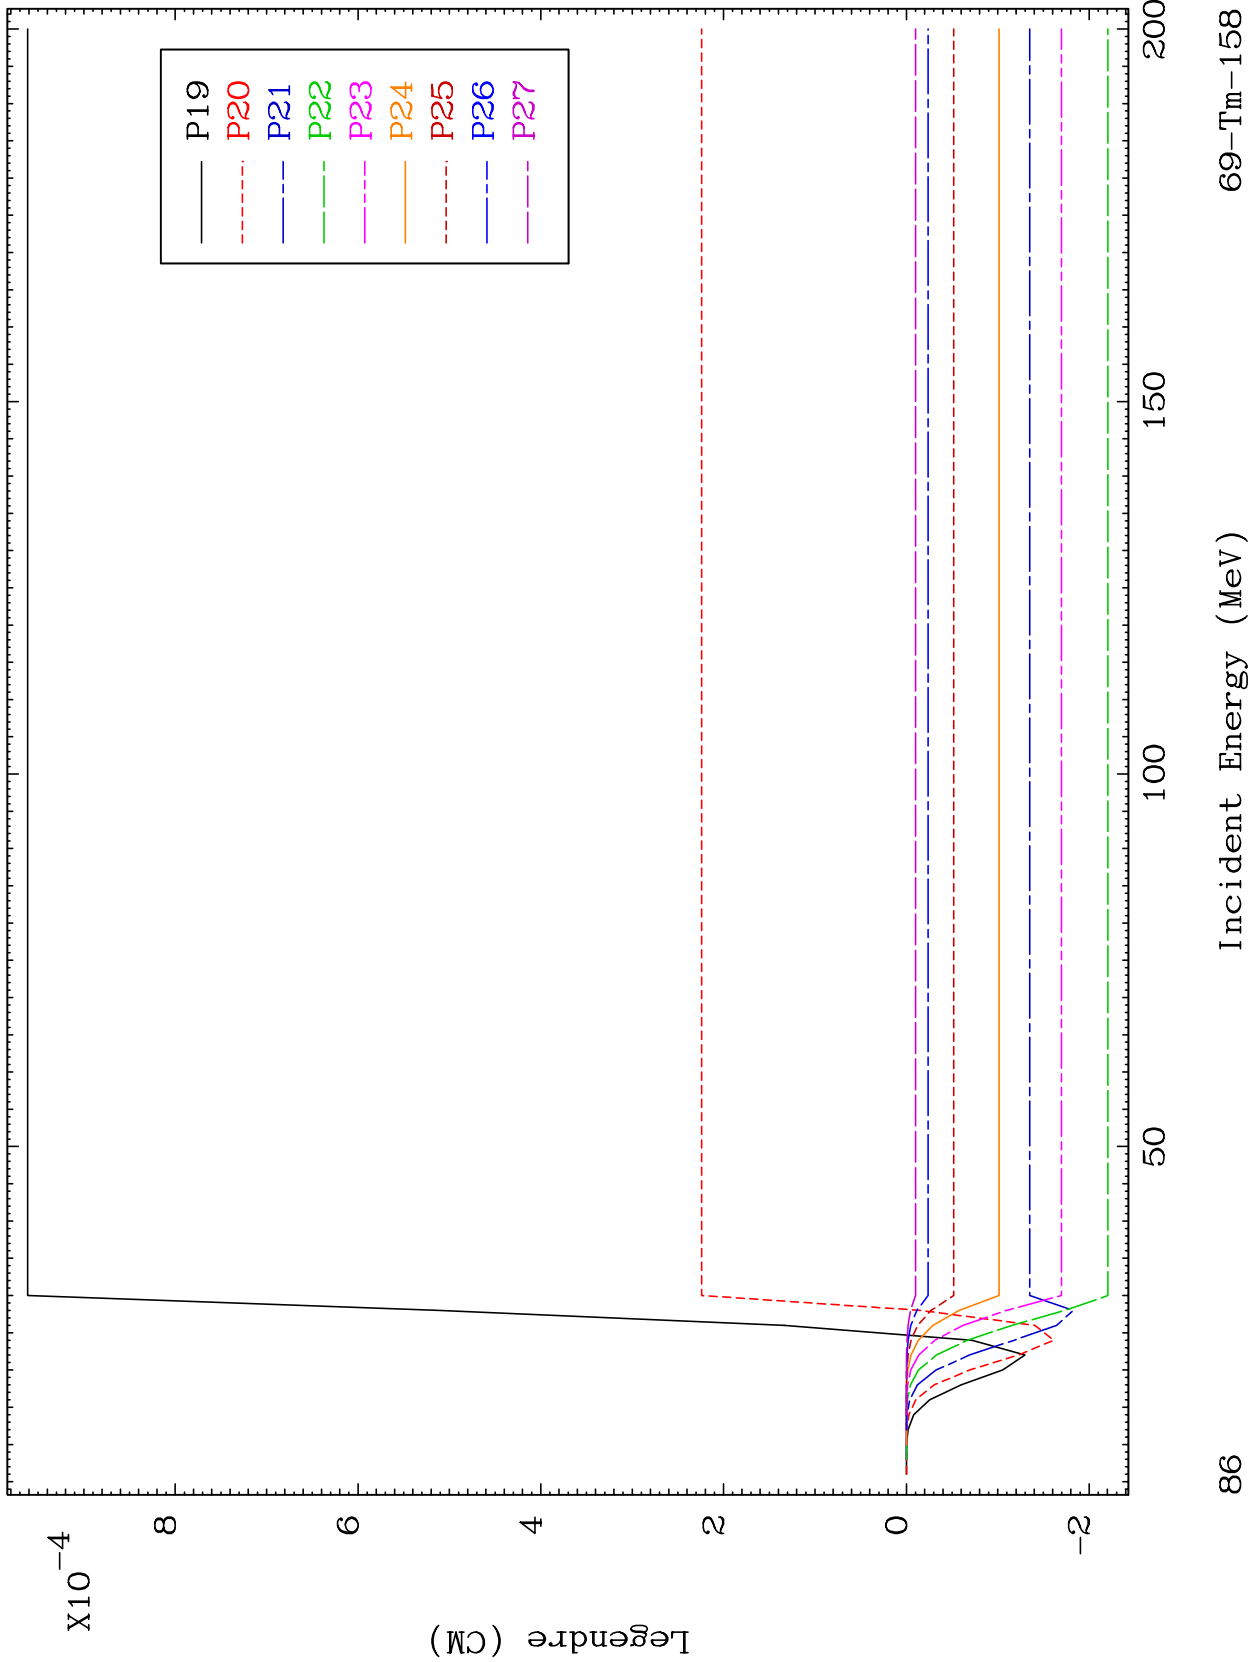 X10-4
8
6
4
2
0
-2
Legendre (CM)
P19
P20
P21
P22
P23
P24
P25
P26
P27
50
100
150
200
Incident Energy (MeV)
86
69-Tm-158